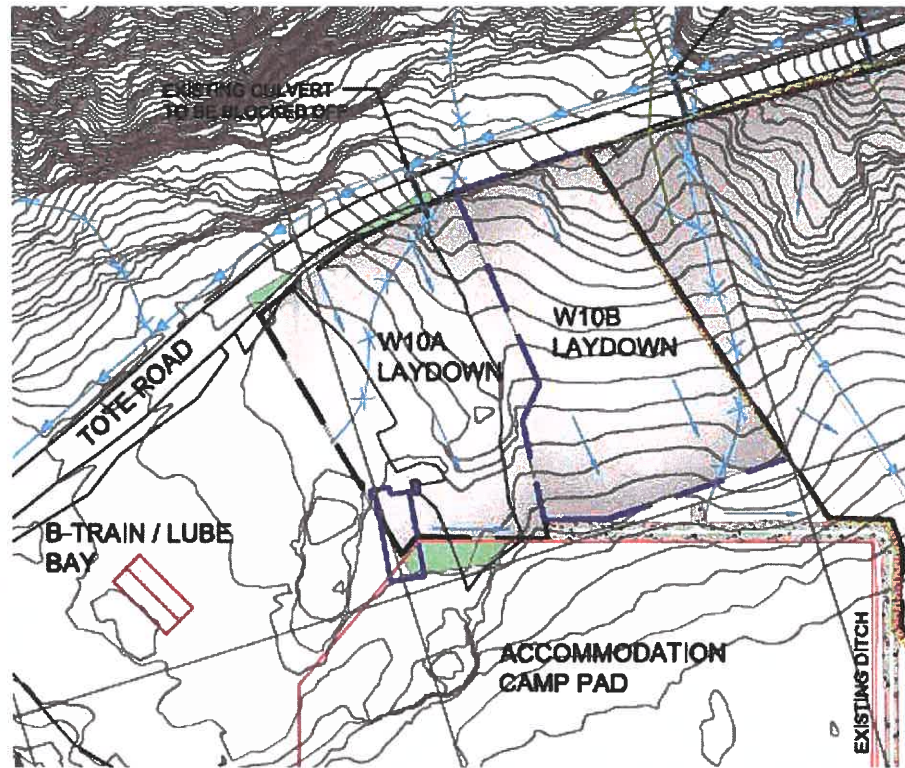 EXISTING CULVERT
TO BE BLOCKED OFF
TOTE ROAD
W10A
LAYDOWN
W10B
LAYDOWN
B-TRAIN / LUBE
BAY
ACCOMMODATION
CAMP PAD
EXISTING DITCH